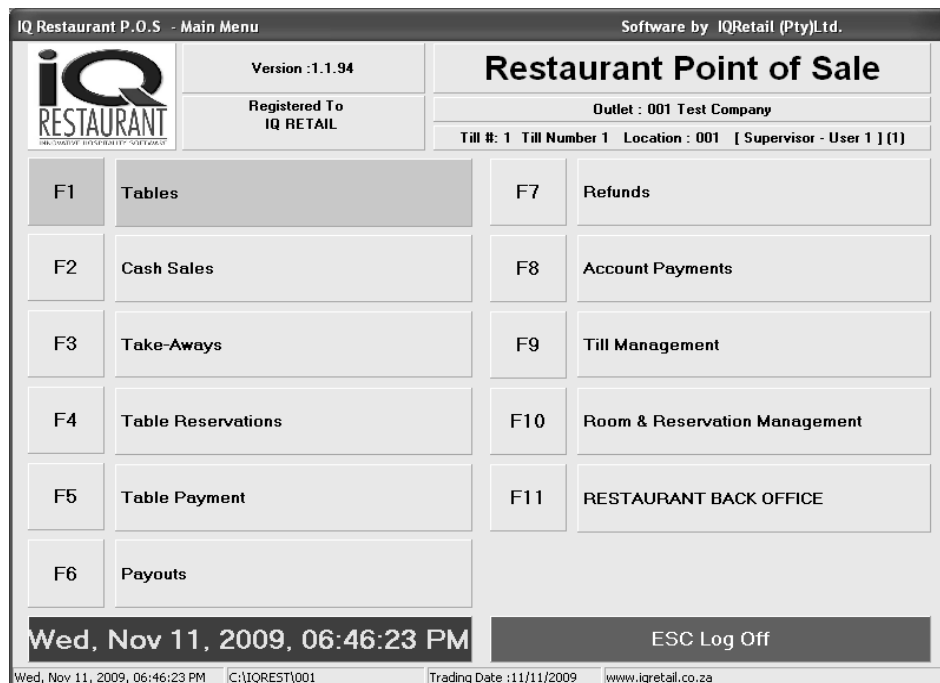 IQ Restaurant P.O.S - Main Menu
Software by IQRetail (Pty)Ltd.
iQ
RESTAURANT
INNOVATIVE HOSPITALITY SOFTWARE
Version :1.1.94
Registered To
IQ RETAIL
Restaurant Point of Sale
Outlet : 001 Test Company
Till #: 1 Till Number 1 Location : 001 [ Supervisor - User 1 ] (1)
F1 Tables
F2 Cash Sales
F3 Take-Aways
F4 Table Reservations
F5 Table Payment
F6 Payouts
F7 Refunds
F8 Account Payments
F9 Till Management
F10 Room & Reservation Management
F11 RESTAURANT BACK OFFICE
Wed, Nov 11, 2009, 06:46:23 PM
ESC Log Off
Wed, Nov 11, 2009, 06:46:23 PM C:\IQREST\001 Trading Date :11/11/2009 www.iqretail.co.za